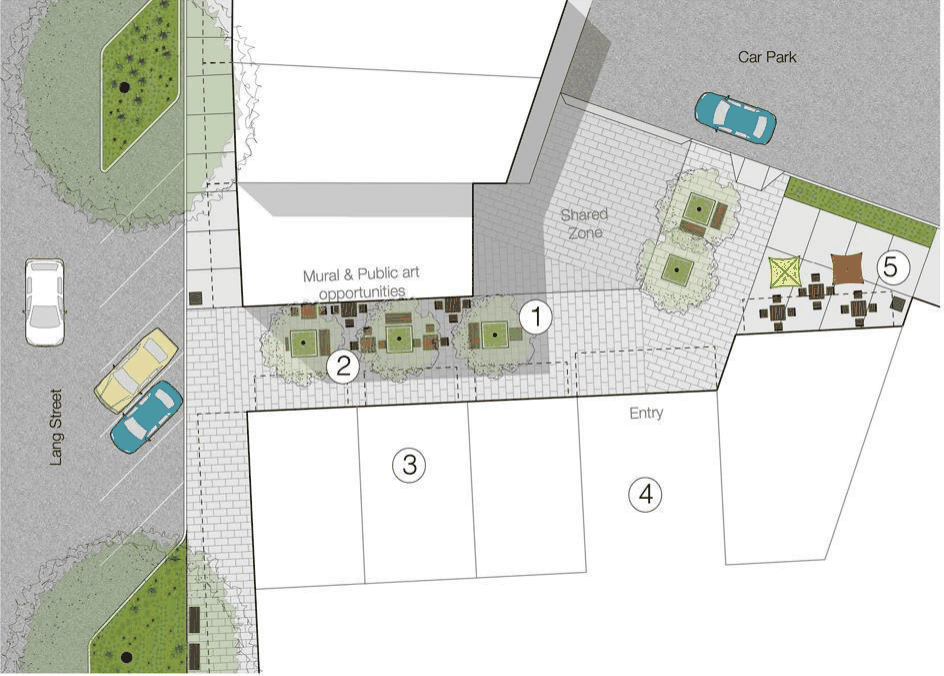 Car Park
Shared
Zone
5
Mural & Public art
opportunities
1
2
Lang Street
Entry
3
4